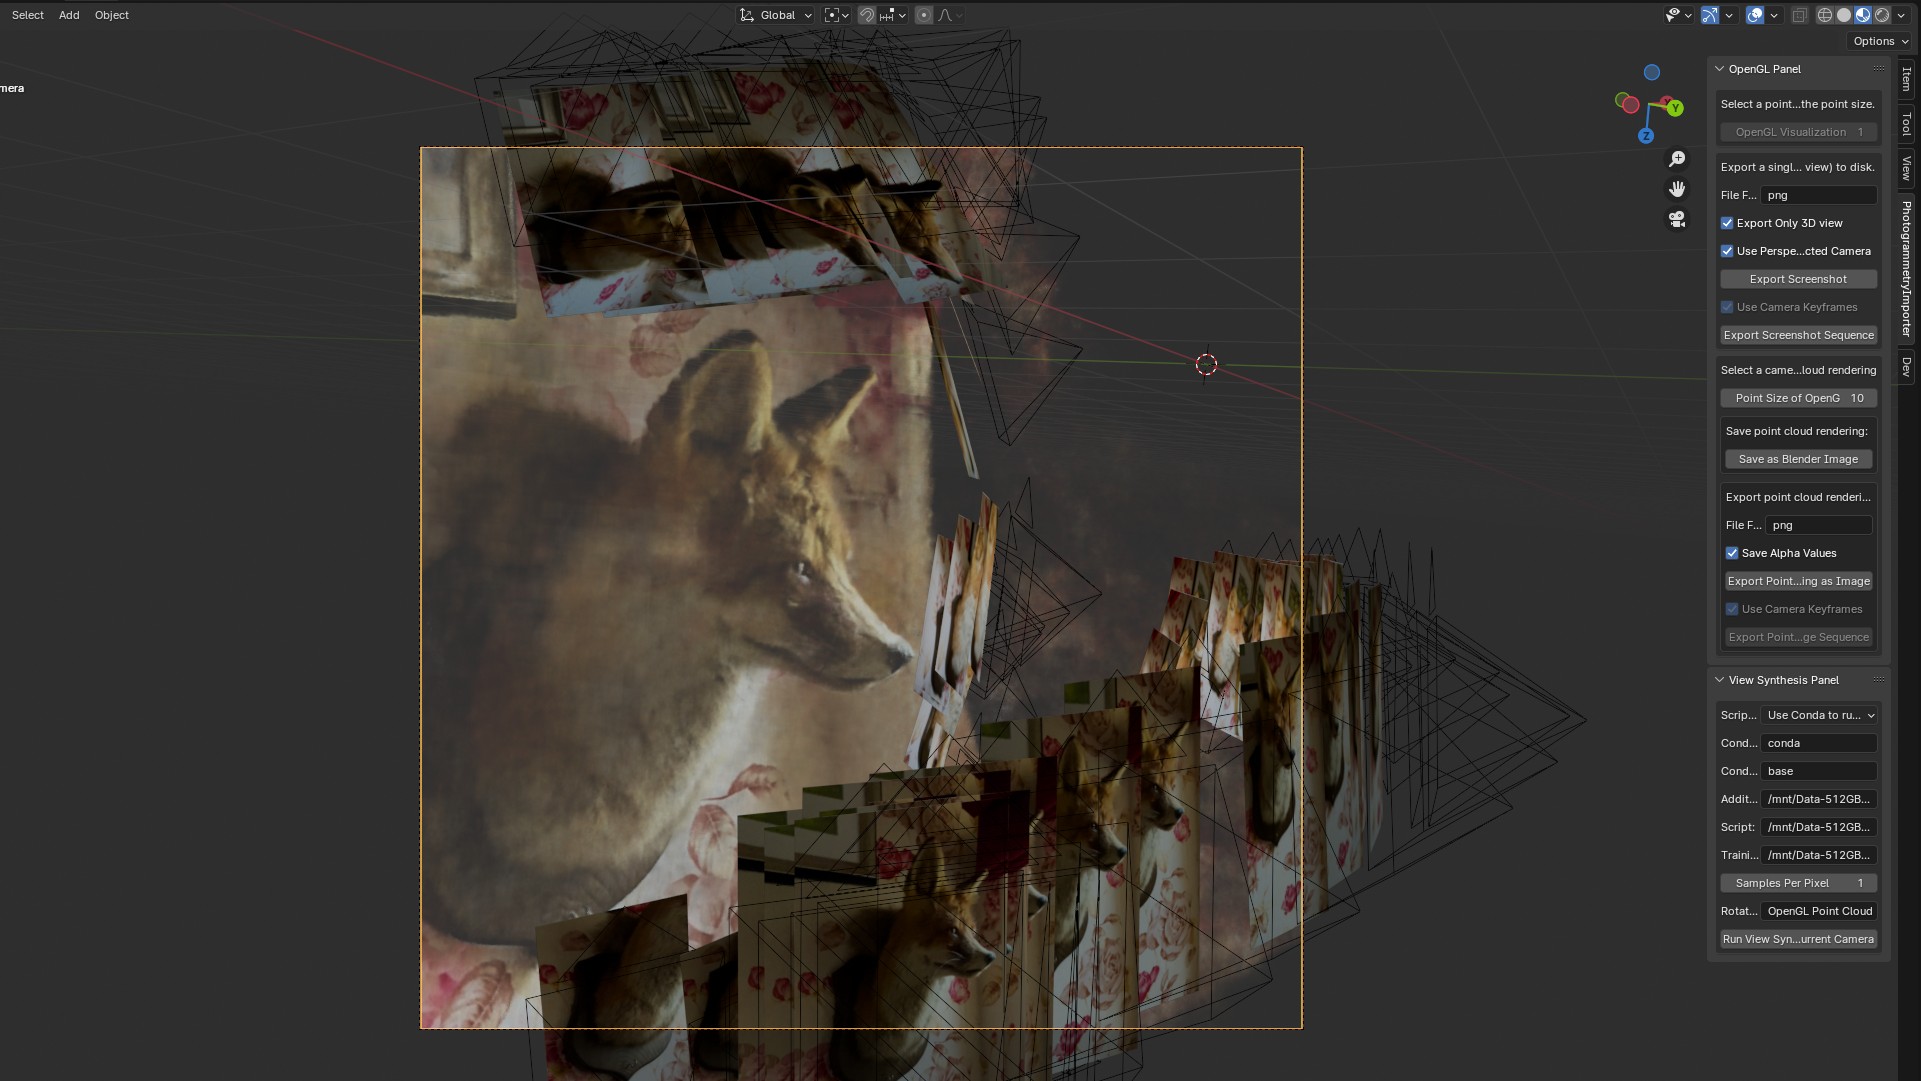 Select Add Object
Global
Options
mera
Y
Z
OpenGL Panel
Select a point...the point size.
OpenGL Visualization 1
Export a singl... view) to disk.
File F... png
Export Only 3D view
Use Perspe...cted Camera
Export Screenshot
Use Camera Keyframes
Export Screenshot Sequence
Select a came...loud rendering
Point Size of OpenG 10
Save point cloud rendering:
Save as Blender Image
Export point cloud renderi...
File F... png
Save Alpha Values
Export Point...ing as Image
Use Camera Keyframes
Export Point...ge Sequence
View Synthesis Panel
Scrip... Use Conda to ru...
Cond... conda
Cond... base
Addit... /mnt/Data-512GB...
Script: /mnt/Data-512GB...
Traini... /mnt/Data-512GB...
Samples Per Pixel 1
Rotat... OpenGL Point Cloud
Run View Syn...urrent Camera
Item
Tool
View
PhotogrammetryImporter
Dev